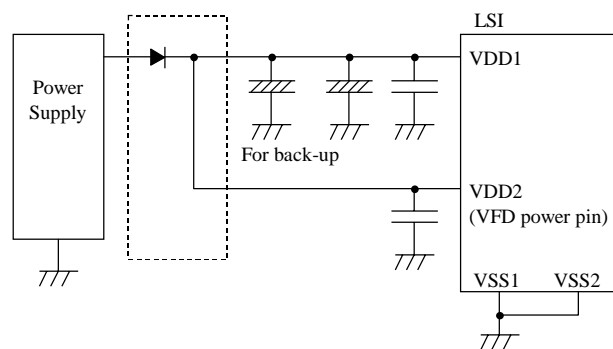 LSI
VDD1
Power
Supply
For back-up
VDD2
(VFD power pin)
VSS1 VSS2